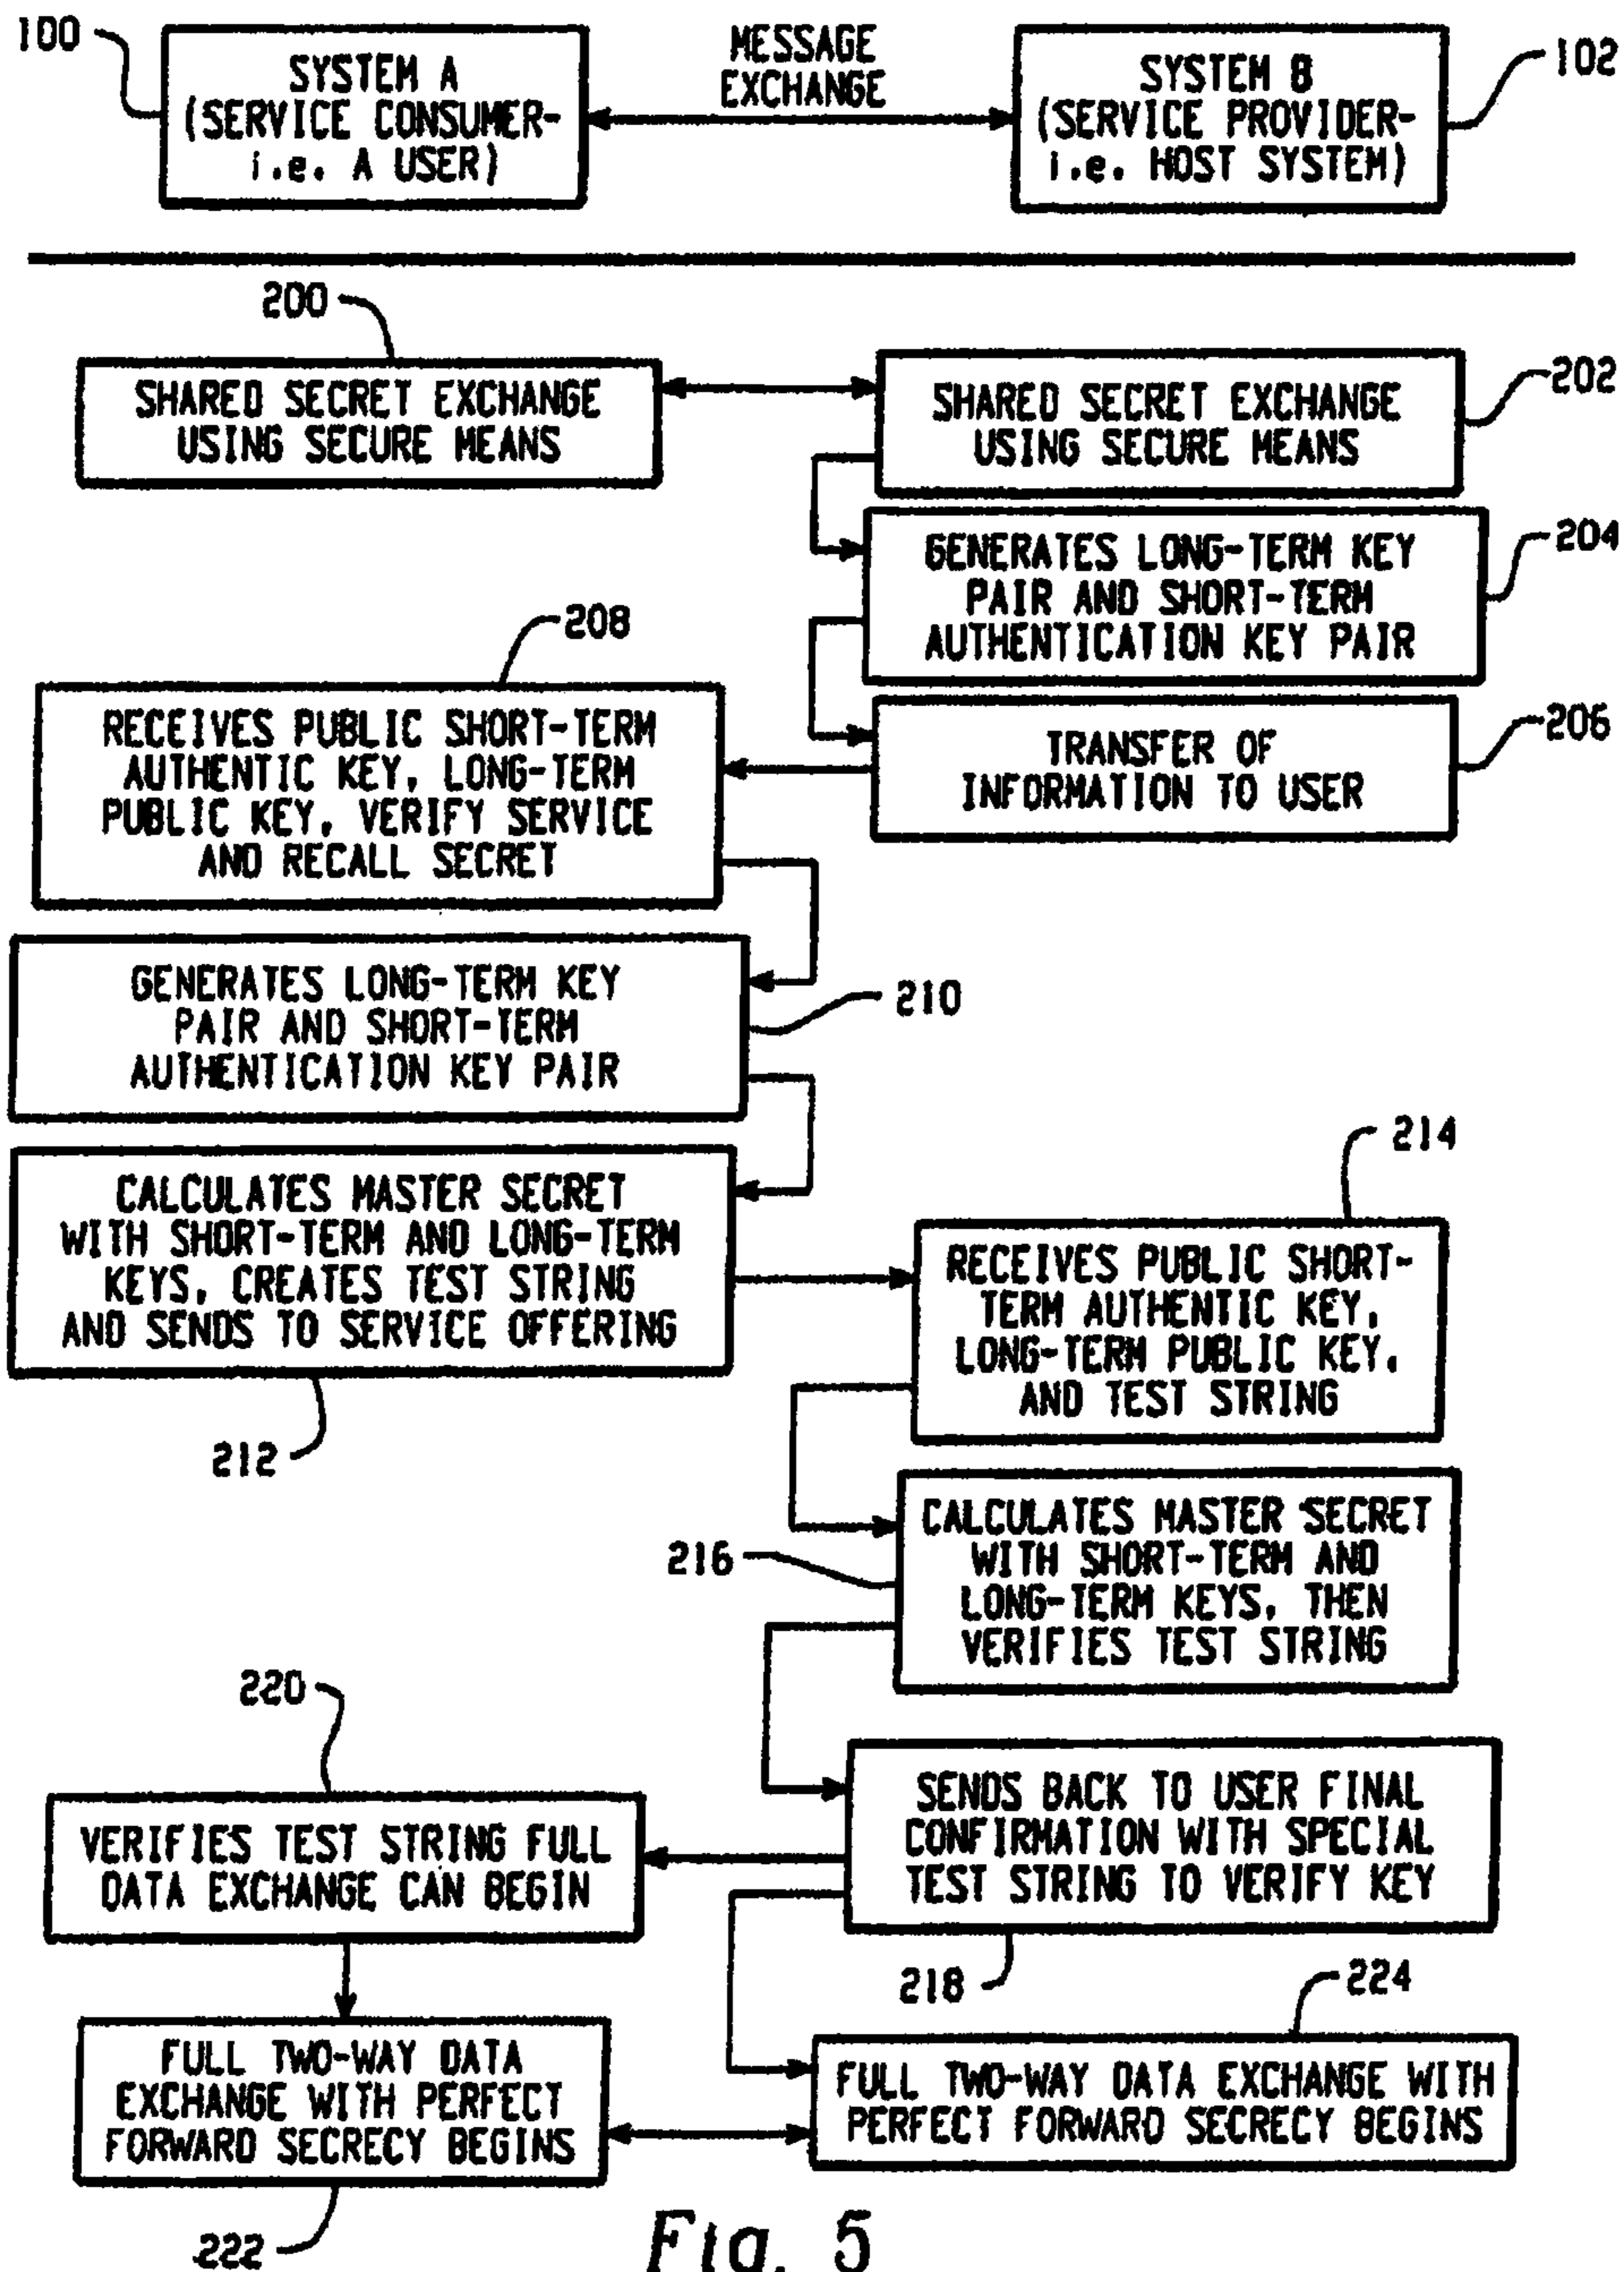 100
SYSTEM A
(SERVICE CONSUMER-
i.e. A USER)
MESSAGE
EXCHANGE
SYSTEM B
(SERVICE PROVIDER-
i.e. HOST SYSTEM)
102
200
SHARED SECRET EXCHANGE
USING SECURE MEANS
SHARED SECRET EXCHANGE
USING SECURE MEANS
202
GENERATES LONG-TERM KEY
PAIR AND SHORT-TERM
AUTHENTICATION KEY PAIR
204
TRANSFER OF
INFORMATION TO USER
206
208
RECEIVES PUBLIC SHORT-TERM
AUTHENTIC KEY, LONG-TERM
PUBLIC KEY, VERIFY SERVICE
AND RECALL SECRET
GENERATES LONG-TERM KEY
PAIR AND SHORT-TERM
AUTHENTICATION KEY PAIR
210
CALCULATES MASTER SECRET
WITH SHORT-TERM AND LONG-TERM
KEYS, CREATES TEST STRING
AND SENDS TO SERVICE OFFERING
212
214
RECEIVES PUBLIC SHORT-
TERM AUTHENTIC KEY,
LONG-TERM PUBLIC KEY,
AND TEST STRING
216
CALCULATES MASTER SECRET
WITH SHORT-TERM AND
LONG-TERM KEYS, THEN
VERIFIES TEST STRING
SENDS BACK TO USER FINAL
CONFIRMATION WITH SPECIAL
TEST STRING TO VERIFY KEY
218
220
VERIFIES TEST STRING FULL
DATA EXCHANGE CAN BEGIN
FULL TWO-WAY DATA
EXCHANGE WITH PERFECT
FORWARD SECRECY BEGINS
222
224
FULL TWO-WAY DATA EXCHANGE WITH
PERFECT FORWARD SECRECY BEGINS
Fig. 5